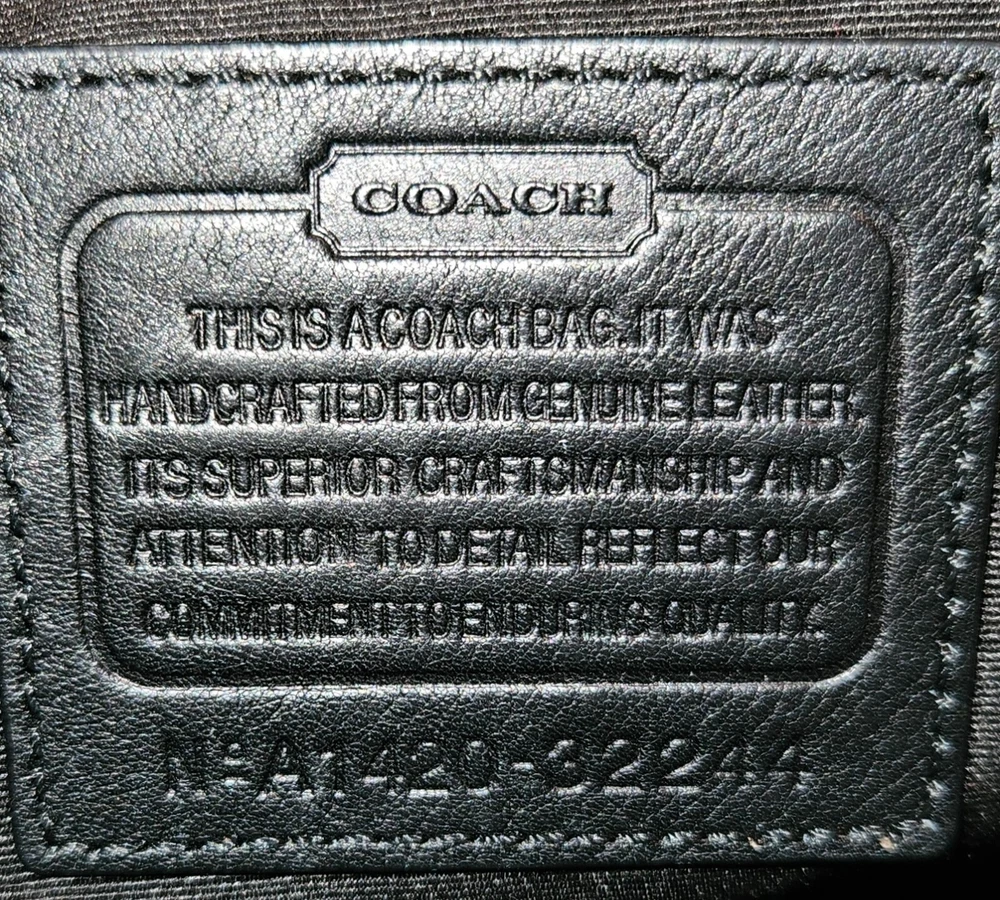 COACH
THIS IS A COACH BAG. IT WAS
HANDCRAFTED FROM GENUINE LEATHER.
ITS SUPERIOR CRAFTSMANSHIP AND
ATTENTION TO DETAIL REFLECT OUR
COMMITMENT TO ENDURING QUALITY.
Nº A1420-32244